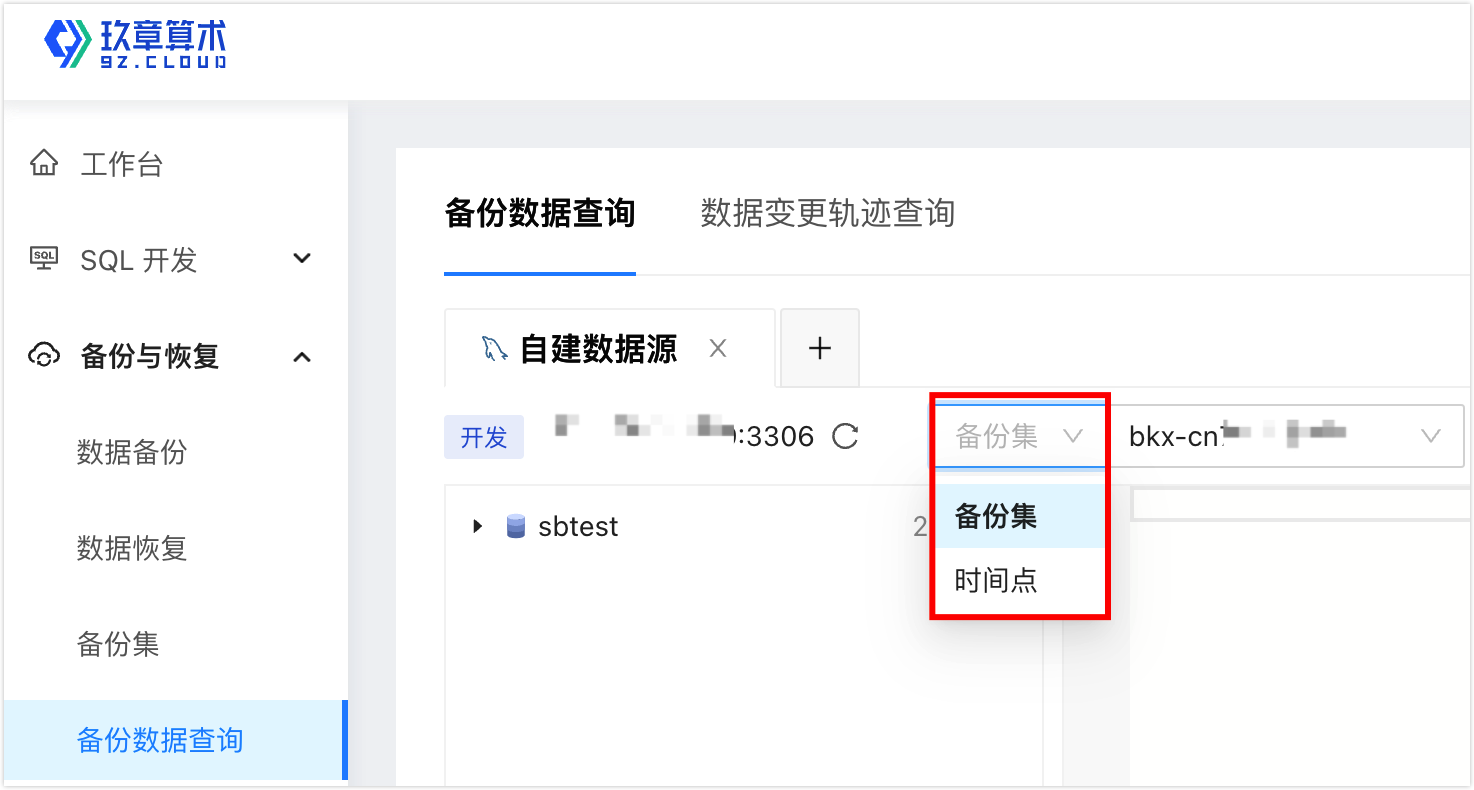 玖章算术
9Z.CLOUD
工作台
SQL 开发
备份与恢复
数据备份
数据恢复
备份集
备份数据查询
备份数据查询 数据变更轨迹查询
自建数据源
开发 :3306 备份集 bkx-cn
sbtest 2
备份集
时间点